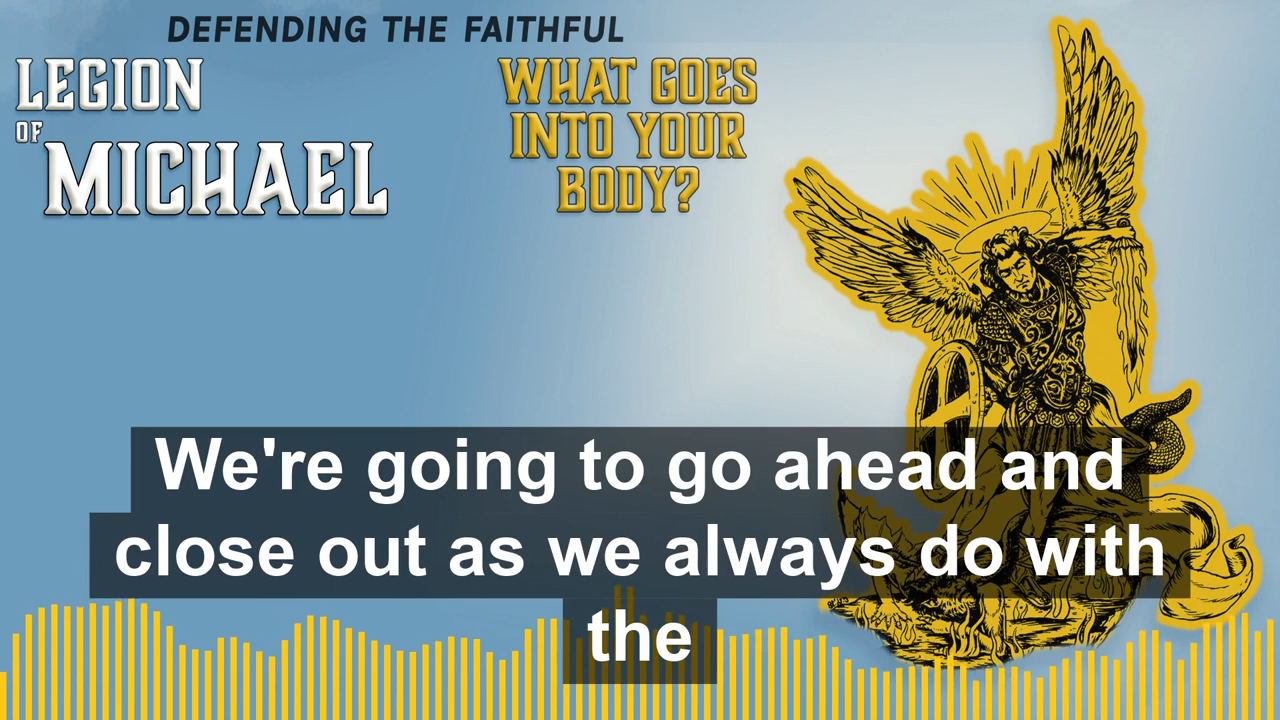 DEFENDING THE FAITHFUL
LEGION
OF
MICHAEL
WHAT GOES
INTO YOUR
BODY?
We're going to go ahead and
close out as we always do with
the